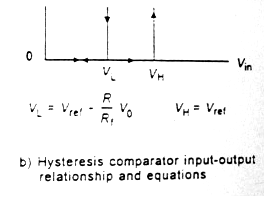 0
V_in
V_L V_H
V_L = V_ref - R/R_f V_0 V_H = V_ref
b) Hysteresis comparator input-output
relationship and equations